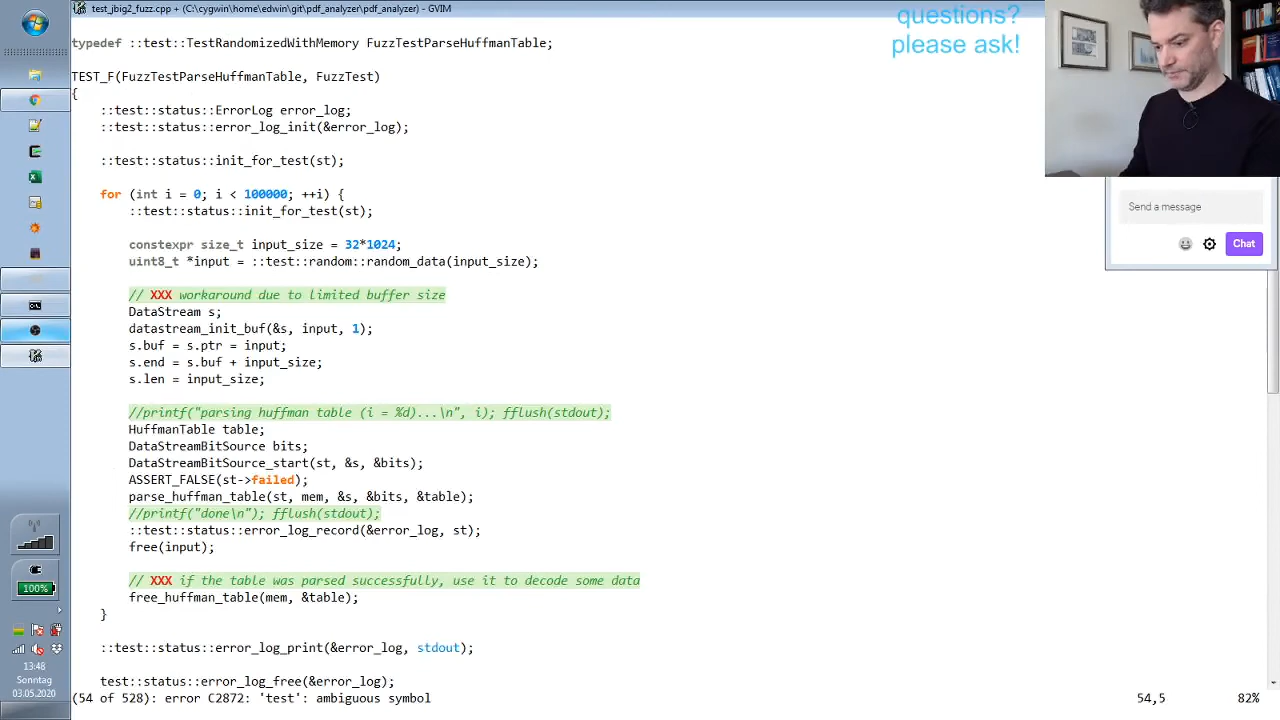 test_jbig2_fuzz.cpp + (C:\cygwin\home\edwin\git\pdf_analyzer\pdf_analyzer) - GVIM
questions?
please ask!
typedef ::test::TestRandomizedWithMemory FuzzTestParseHuffmanTable;
TEST_F(FuzzTestParseHuffmanTable, FuzzTest)
{
::test::status::ErrorLog error_log;
::test::status::error_log_init(&error_log);
::test::status::init_for_test(st);
for (int i = 0; i < 100000; ++i) {
::test::status::init_for_test(st);
constexpr size_t input_size = 32*1024;
uint8_t *input = ::test::random::random_data(input_size);
// XXX workaround due to limited buffer size
DataStream s;
datastream_init_buf(&s, input, 1);
s.buf = s.ptr = input;
s.end = s.buf + input_size;
s.len = input_size;
//printf("parsing huffman table (i = %d)...\n", i); fflush(stdout);
HuffmanTable table;
DataStreamBitSource bits;
DataStreamBitSource_start(st, &s, &bits);
ASSERT_FALSE(st->failed);
parse_huffman_table(st, mem, &s, &bits, &table);
//printf("done\n"); fflush(stdout);
::test::status::error_log_record(&error_log, st);
free(input);
// XXX if the table was parsed successfully, use it to decode some data
free_huffman_table(mem, &table);
}
::test::status::error_log_print(&error_log, stdout);
test::status::error_log_free(&error_log);
(54 of 528): error C2872: 'test': ambiguous symbol
54,5
82%
Send a message
Chat
100%
13:48
Sonntag
03.05.2020